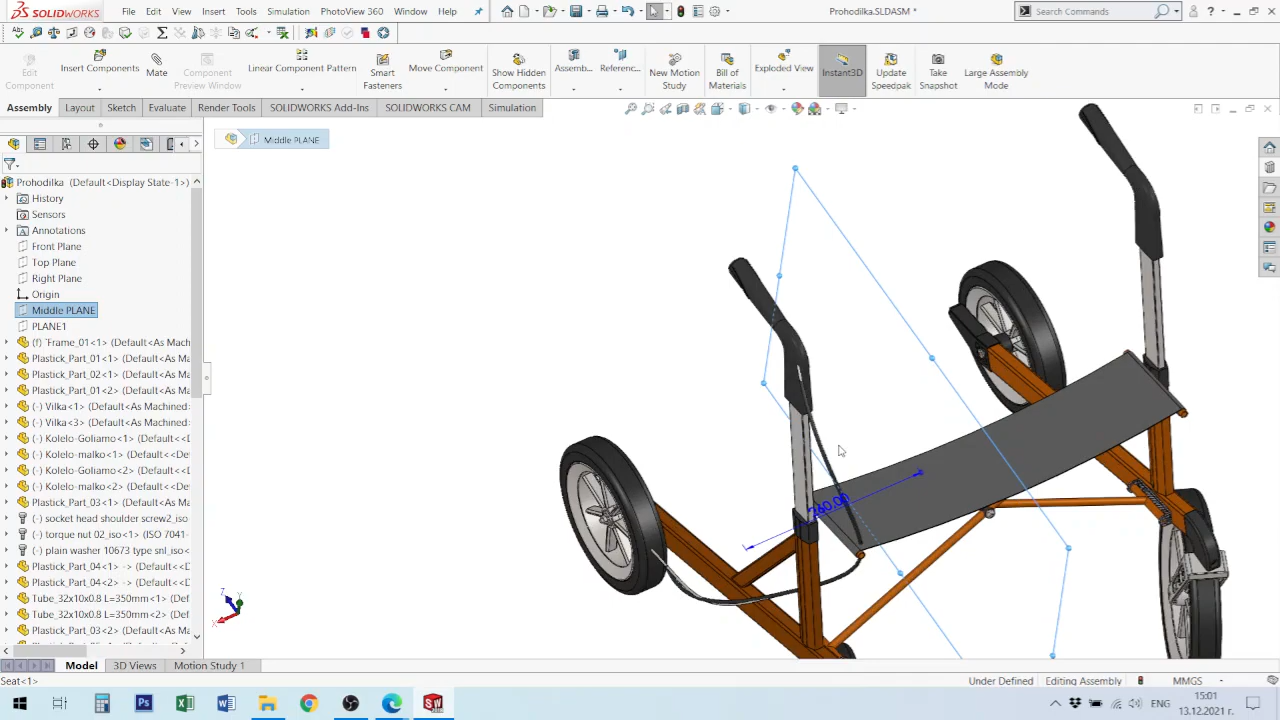 SOLIDWORKS File Edit View Insert Tools Simulation PhotoView 360 Window Help Prohodilka.SLDASM * Search Commands
Edit Component
Insert Components
Mate
Component Preview Window
Linear Component Pattern
Smart Fasteners
Move Component
Show Hidden Components
Assemb...
Referenc...
New Motion Study
Bill of Materials
Exploded View
Instant3D
Update Speedpak
Take Snapshot
Large Assembly Mode
Assembly Layout Sketch Evaluate Render Tools SOLIDWORKS Add-Ins SOLIDWORKS CAM Simulation
Middle PLANE
Prohodilka (Default<Display State-1>)
History
Sensors
Annotations
Front Plane
Top Plane
Right Plane
Origin
Middle PLANE
PLANE1
(f) Frame_01<1> (Default<As Mach
Plastick_Part_01<1> (Default<As Ma
Plastick_Part_02<1> (Default<As Ma
Plastick_Part_01<2> (Default<As Ma
(-) Vilka<1> (Default<As Machined>
(-) Vilka<3> (Default<As Machined>
(-) Kolelo-Goliamo<1> (Default<<D
(-) Kolelo-malko<1> (Default<<Def
(-) Kolelo-Goliamo<2> (Default<<D
(-) Kolelo-malko<2> (Default<<Def
Plastick_Part_03<1> (Default<As Ma
(-) socket head shoulder screw2_iso
(-) torque nut 02_iso<1> (Default<D
(-) plain washer 10673 type snl_iso<
Plastick_Part_04<1> -> (Default<As
Plastick_Part_04<2> -> (Default<As
Tube_32x10x0.8 L=350mm<1> (Def
Tube_32x10x0.8 L=350mm<2> (Def
Plastick_Part_03<2> (Default<As Ma
260.00
Z Y
X
Model 3D Views Motion Study 1
Seat<1> Under Defined Editing Assembly MMGS
ENG 15:01
13.12.2021 г.